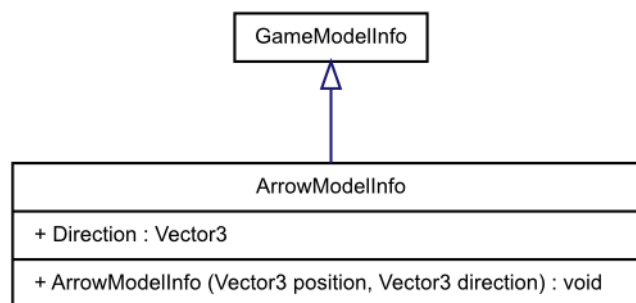 GameModelInfo
ArrowModelInfo
+ Direction : Vector3
+ ArrowModelInfo (Vector3 position, Vector3 direction) : void